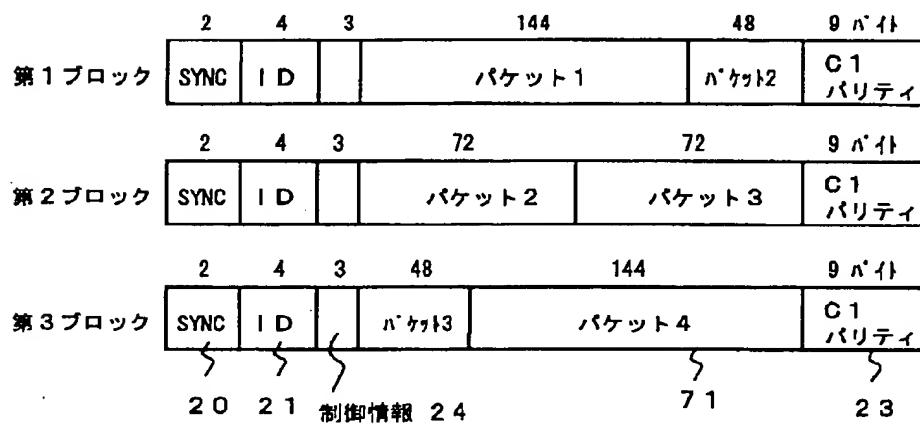 2 4 3 144 48 9 バイト
第1ブロック SYNC ID パケット1 パケット2 C1 パリティ
2 4 3 72 72 9 バイト
第2ブロック SYNC ID パケット2 パケット3 C1 パリティ
2 4 3 48 144 9 バイト
第3ブロック SYNC ID パケット3 パケット4 C1 パリティ
20 21 制御情報 24 71 23